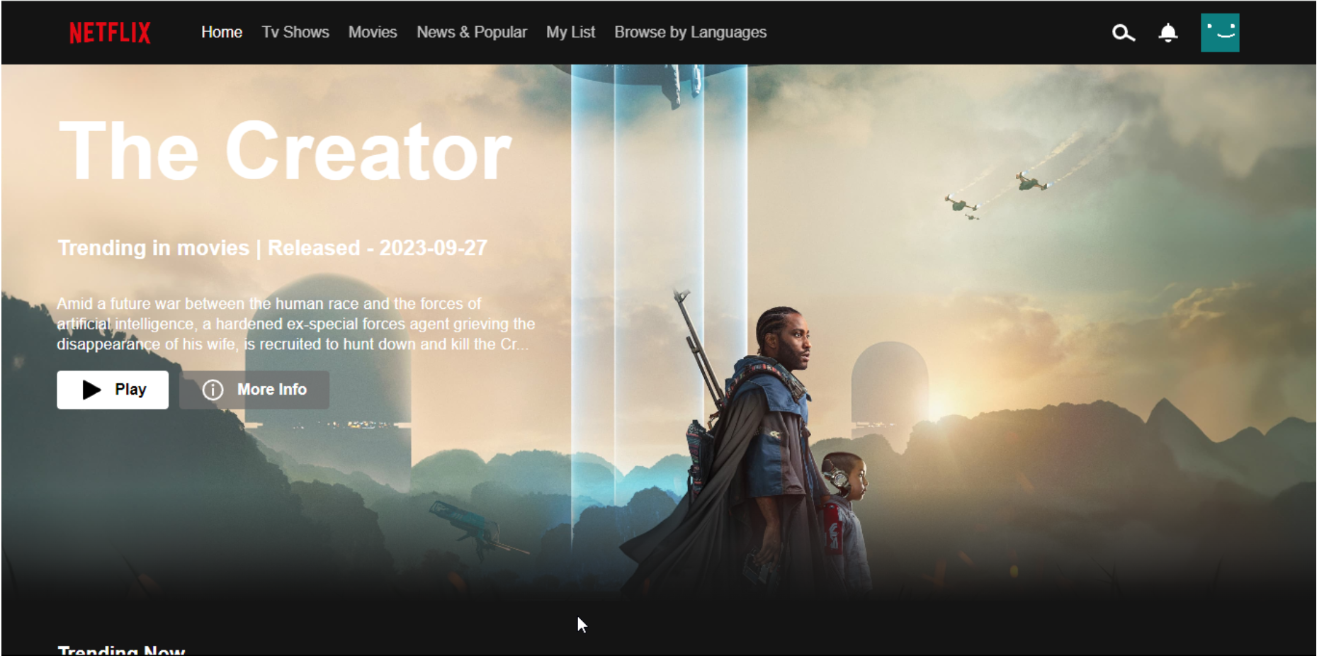 NETFLIX
Home Tv Shows Movies News & Popular My List Browse by Languages
The Creator
Trending in movies | Released - 2023-09-27
Amid a future war between the human race and the forces of
artificial intelligence, a hardened ex-special forces agent grieving the
disappearance of his wife, is recruited to hunt down and kill the Cr...
Play More Info
Trending Now